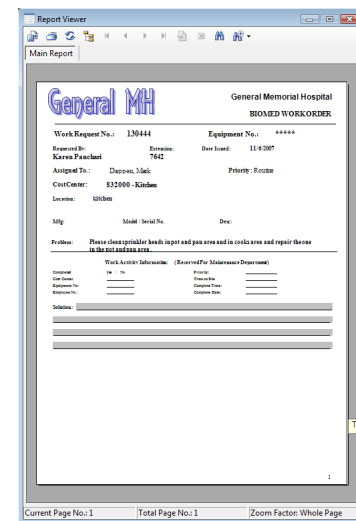 Report Viewer
Main Report
General MH
General Memorial Hospital
BIOMED WORKORDER
Work Request No.: 130444 Equipment No.: *****
Requested By: Extension: Date Issued: 11/6/2007
Karen Panchari 7642
Assigned To.: Dappen, Mark Priority: Routine
CostCenter: 832000 - Kitchen
Location: kitchen
Mfg: Model / Serial No. Dex:
Problem: Please clean sprinkler heads in pot and pan area and in cooks area and repair the one
in the pot and pan area.
Work Activity Information: (Reserved For Maintenance Department)
Completed Yes / No Priority:
Cost Center Time on Site
Equipment No. Complete Time:
Employee No.: Complete Date:
Solution:
1
T
Current Page No.: 1 Total Page No.: 1 Zoom Factor: Whole Page